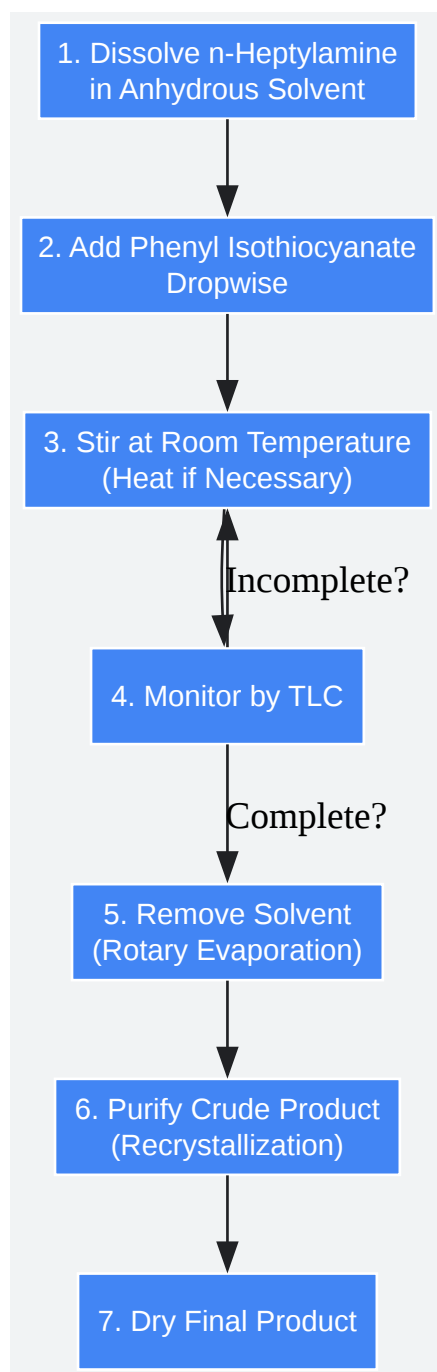 1. Dissolve n-Heptylamine
in Anhydrous Solvent
2. Add Phenyl Isothiocyanate
Dropwise
3. Stir at Room Temperature
(Heat if Necessary)
Incomplete?
4. Monitor by TLC
Complete?
5. Remove Solvent
(Rotary Evaporation)
6. Purify Crude Product
(Recrystallization)
7. Dry Final Product